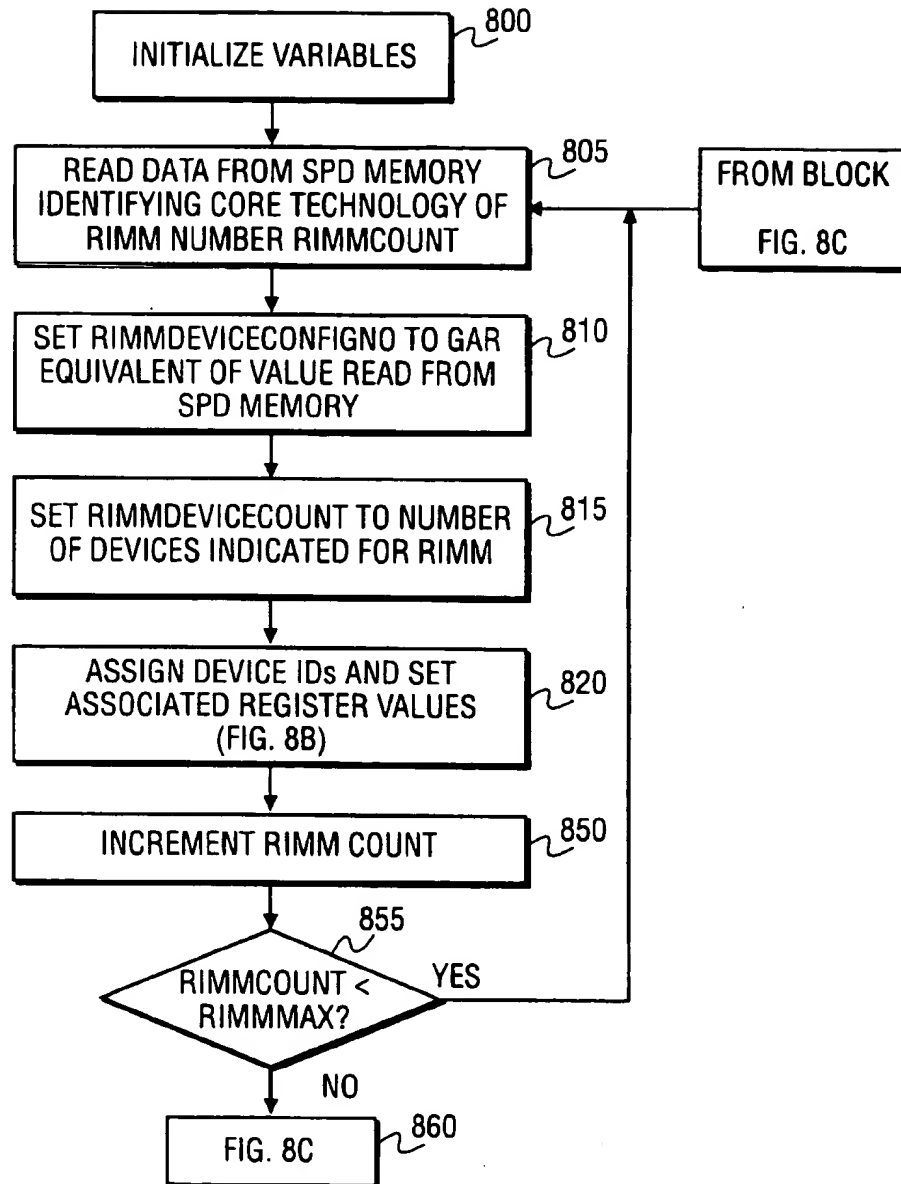 800
INITIALIZE VARIABLES
805
READ DATA FROM SPD MEMORY
IDENTIFYING CORE TECHNOLOGY OF
RIMM NUMBER RIMMCOUNT
FROM BLOCK
FIG. 8C
810
SET RIMMDEVICECONFIGNO TO GAR
EQUIVALENT OF VALUE READ FROM
SPD MEMORY
815
SET RIMMDEVICECOUNT TO NUMBER
OF DEVICES INDICATED FOR RIMM
820
ASSIGN DEVICE IDs AND SET
ASSOCIATED REGISTER VALUES
(FIG. 8B)
850
INCREMENT RIMM COUNT
855
RIMMCOUNT <
RIMMMAX?
YES
NO
860
FIG. 8C